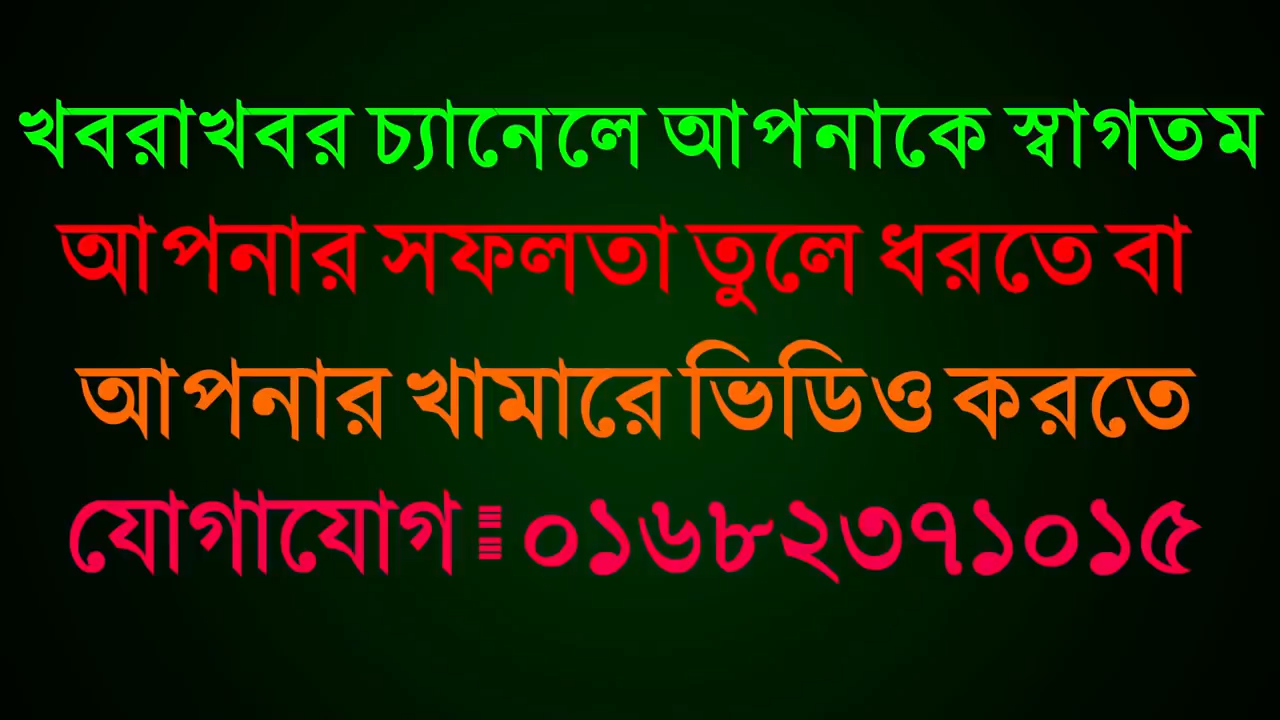 খবরাখবর চ্যানেলে আপনাকে স্বাগতম
আপনার সফলতা তুলে ধরতে বা
আপনার খামারে ভিডিও করতে
যোগাযোগ : ০১৬৮২৩৭১০১৫